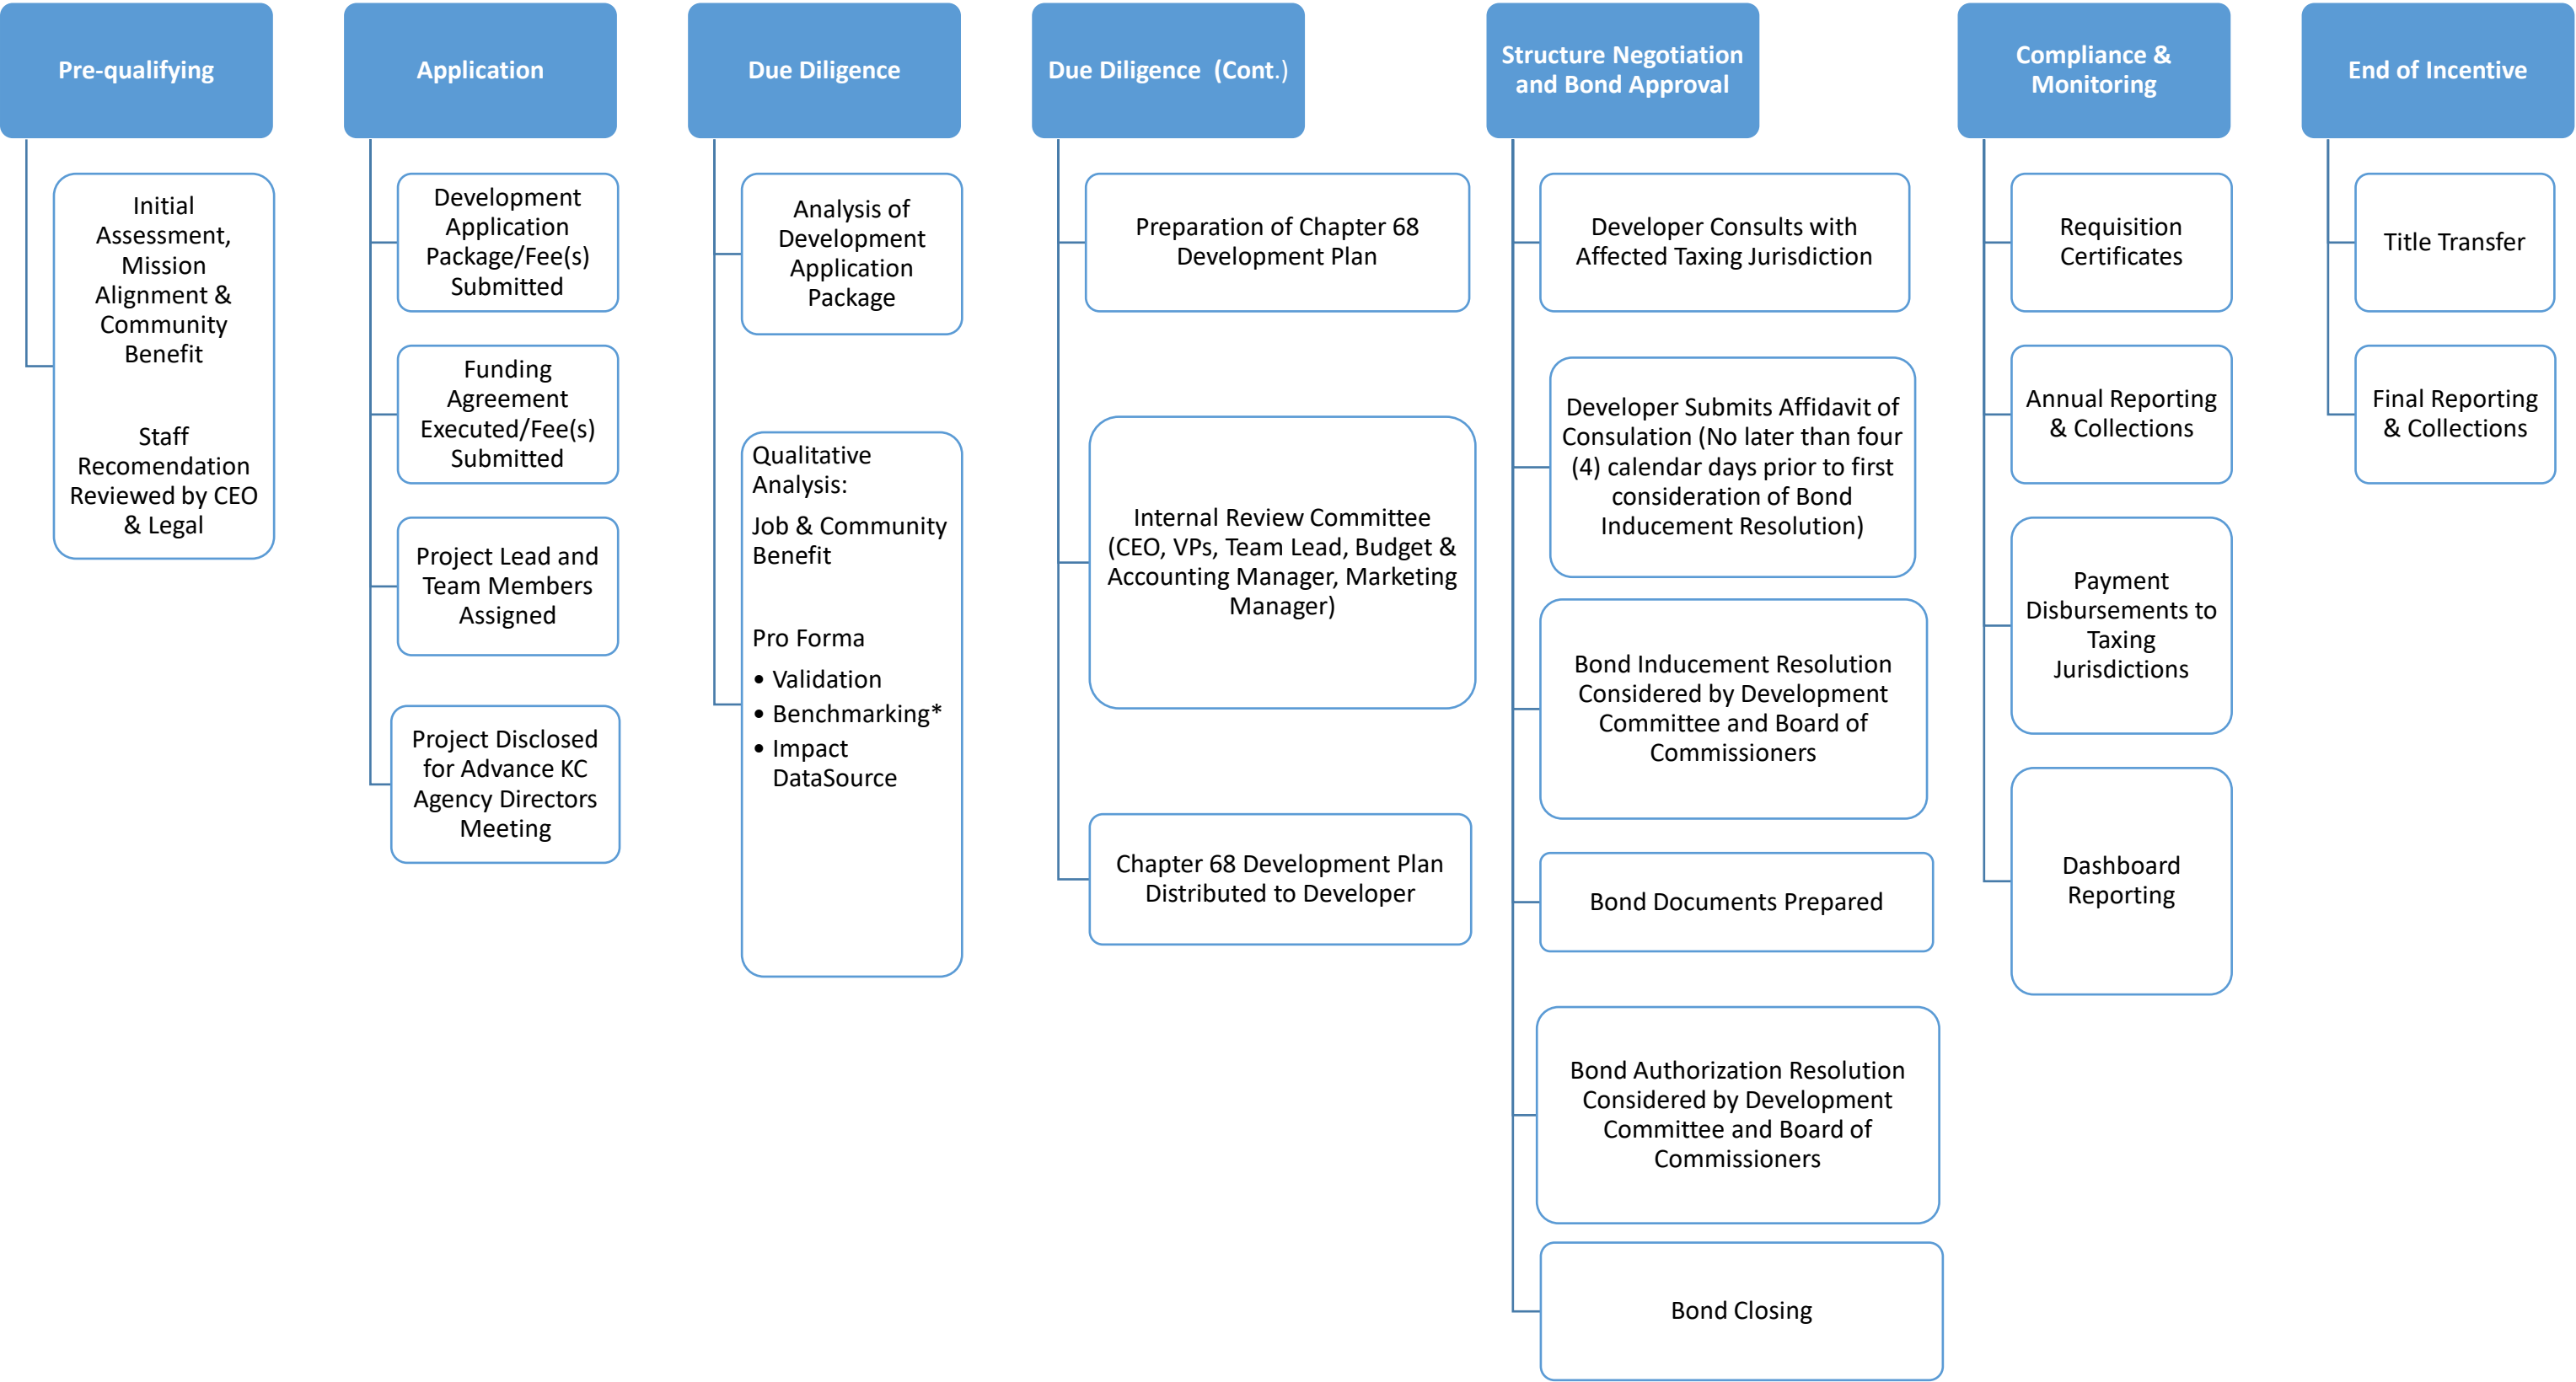 Pre-qualifying
Initial
Assessment,
Mission
Alignment &
Community
Benefit
Staff
Recomendation
Reviewed by CEO
& Legal
Application
Development
Application
Package/Fee(s)
Submitted
Funding
Agreement
Executed/Fee(s)
Submitted
Project Lead and
Team Members
Assigned
Project Disclosed
for Advance KC
Agency Directors
Meeting
Due Diligence
Analysis of
Development
Application
Package
Qualitative
Analysis:
Job & Community
Benefit
Pro Forma
• Validation
• Benchmarking*
• Impact
DataSource
Due Diligence (Cont.)
Preparation of Chapter 68
Development Plan
Internal Review Committee
(CEO, VPs, Team Lead, Budget &
Accounting Manager, Marketing
Manager)
Chapter 68 Development Plan
Distributed to Developer
Structure Negotiation
and Bond Approval
Developer Consults with
Affected Taxing Jurisdiction
Developer Submits Affidavit of
Consulation (No later than four
(4) calendar days prior to first
consideration of Bond
Inducement Resolution)
Bond Inducement Resolution
Considered by Development
Committee and Board of
Commissioners
Bond Documents Prepared
Bond Authorization Resolution
Considered by Development
Committee and Board of
Commissioners
Bond Closing
Compliance &
Monitoring
Requisition
Certificates
Annual Reporting
& Collections
Payment
Disbursements to
Taxing
Jurisdictions
Dashboard
Reporting
End of Incentive
Title Transfer
Final Reporting
& Collections